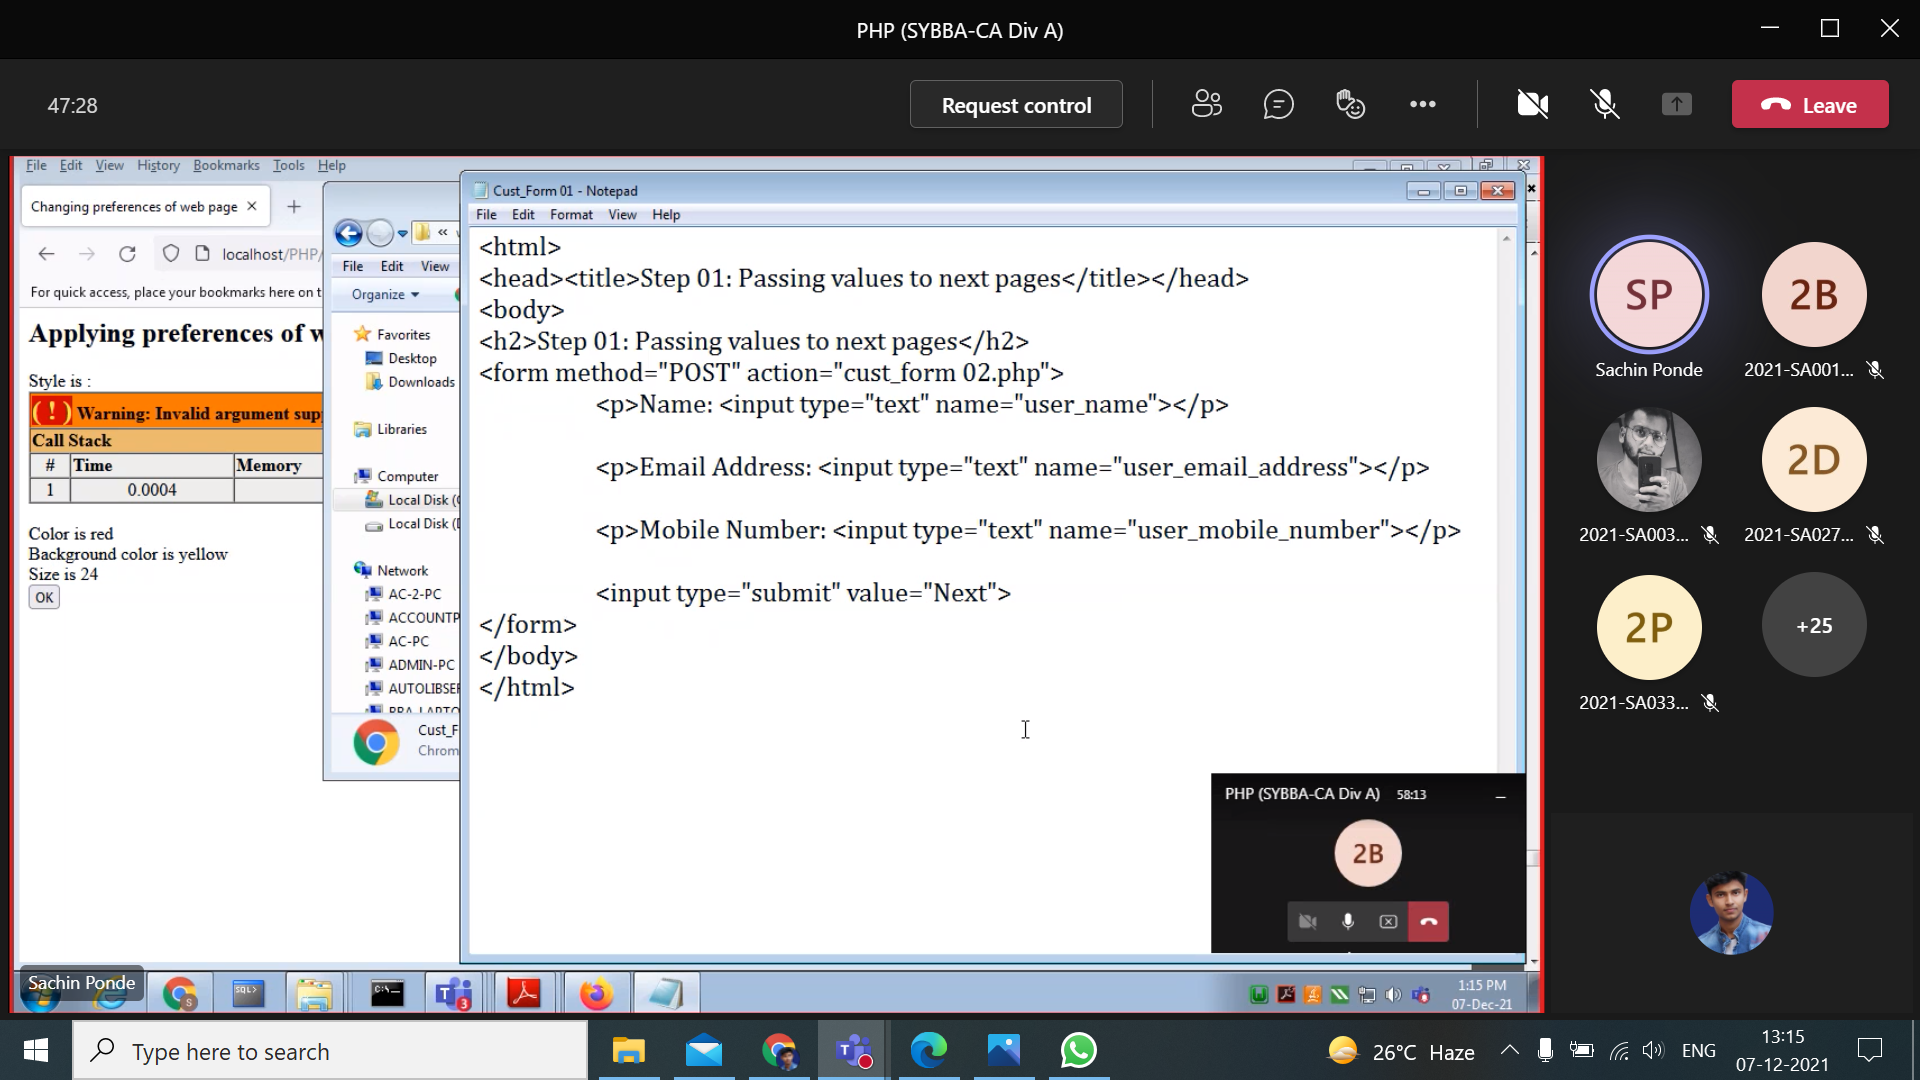 PHP (SYBBA-CA Div A)
47:28
Request control
Leave
File Edit View History Bookmarks Tools Help
Changing preferences of web page
localhost/PHP/
For quick access, place your bookmarks here on
Applying preferences of
Style is :
( ! ) Warning: Invalid argument
Call Stack
# Time Memory
1 0.0004
Color is red
Background color is yellow
Size is 24
OK
File Edit View
Organize
Favorites
Desktop
Downloads
Libraries
Computer
Local Disk
Local Disk
Network
AC-2-PC
ACCOUNTP
AC-PC
ADMIN-PC
AUTOLIBSER
Cust_F
Chrom
Cust_Form 01 - Notepad
File Edit Format View Help
<html>
<head><title>Step 01: Passing values to next pages</title></head>
<body>
<h2>Step 01: Passing values to next pages</h2>
<form method="POST" action="cust_form 02.php">
<p>Name: <input type="text" name="user_name"></p>
<p>Email Address: <input type="text" name="user_email_address"></p>
<p>Mobile Number: <input type="text" name="user_mobile_number"></p>
<input type="submit" value="Next">
</form>
</body>
</html>
PHP (SYBBA-CA Div A) 58:13
2B
SP
Sachin Ponde
2B
2021-SA001...
2021-SA003...
2D
2021-SA027...
2P
2021-SA033...
+25
Sachin Ponde
1:15 PM
07-Dec-21
Type here to search
26°C Haze
ENG
13:15
07-12-2021